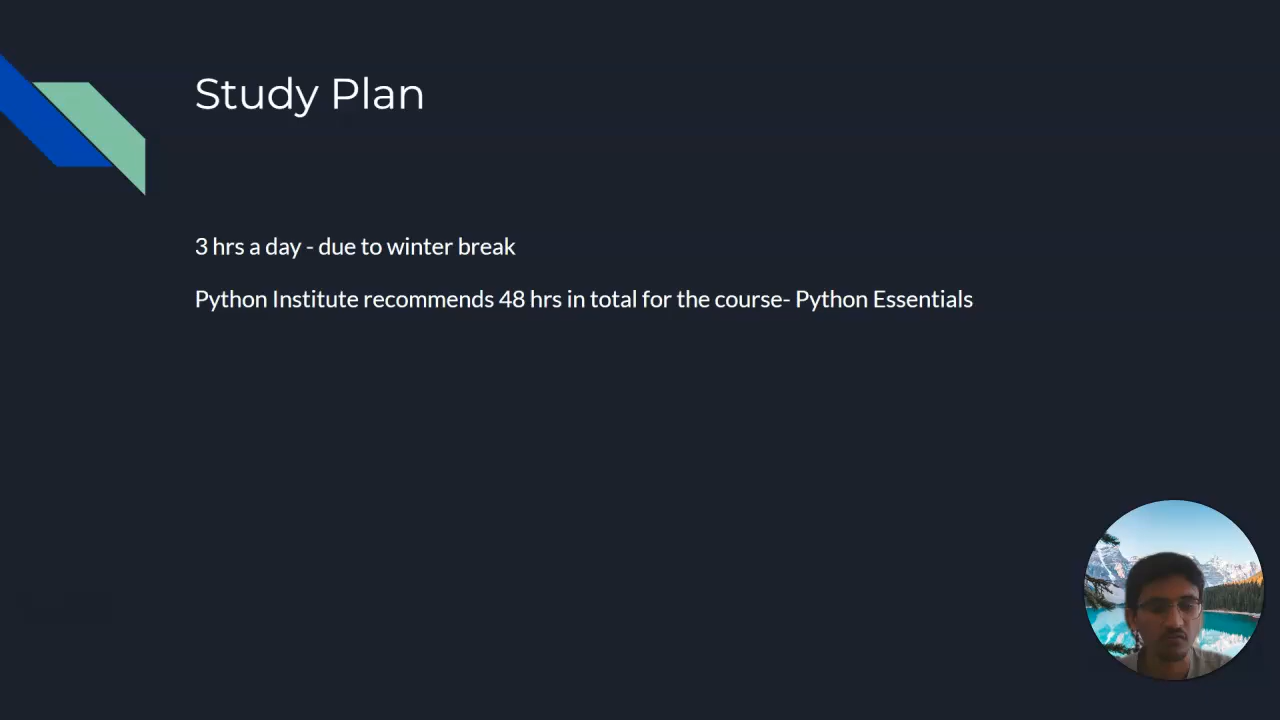 Study Plan
3 hrs a day - due to winter break
Python Institute recommends 48 hrs in total for the course- Python Essentials